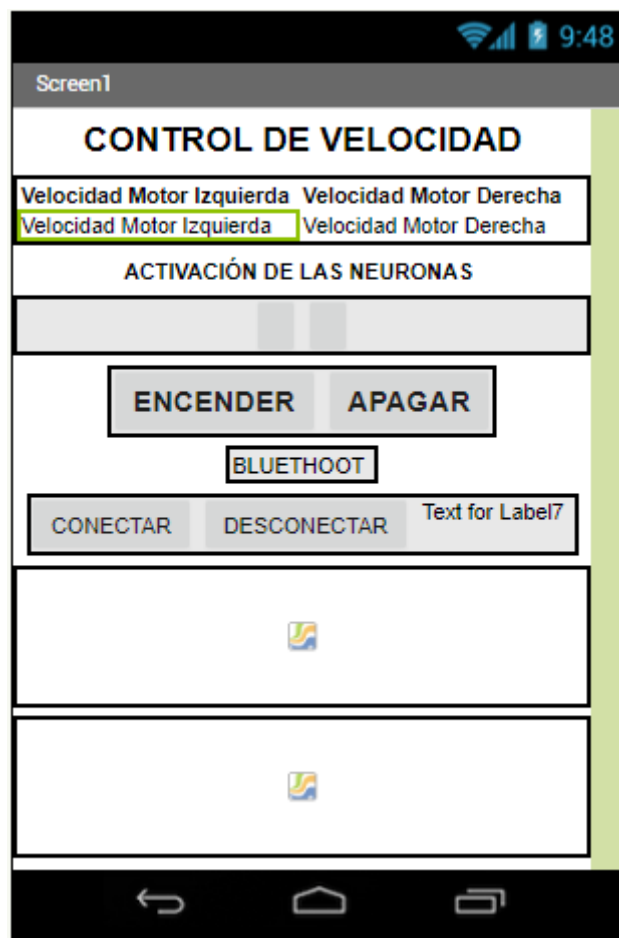 9:48
Screen1
CONTROL DE VELOCIDAD
Velocidad Motor Izquierda Velocidad Motor Derecha
Velocidad Motor Izquierda Velocidad Motor Derecha
ACTIVACIÓN DE LAS NEURONAS
ENCENDER APAGAR
BLUETHOOT
CONECTAR DESCONECTAR Text for Label7